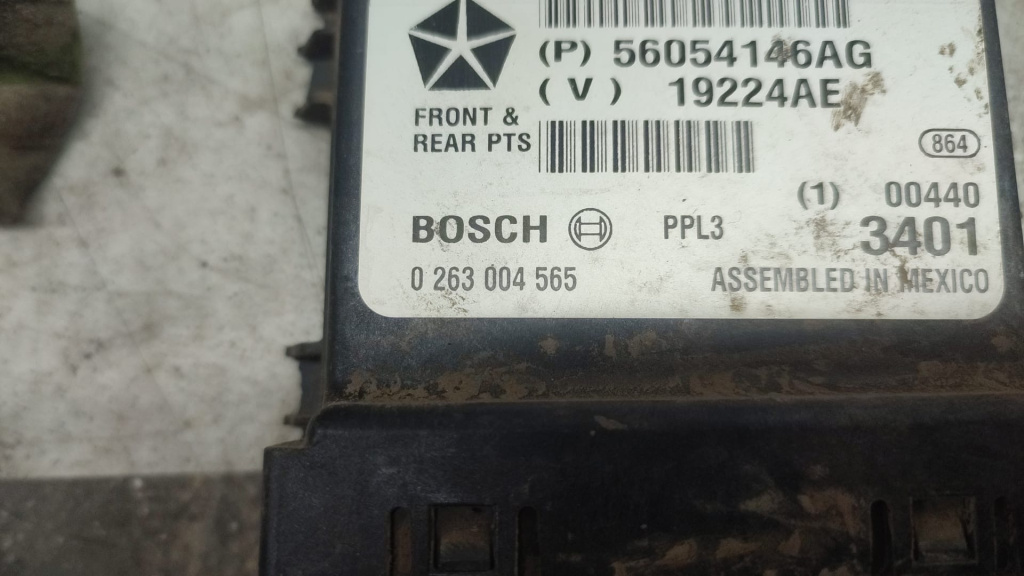 (P) 56054146AG
(V) 19224AE
FRONT &
REAR PTS
864
(1) 00440
BOSCH PPL3 3401
0 263 004 565 ASSEMBLED IN MEXICO